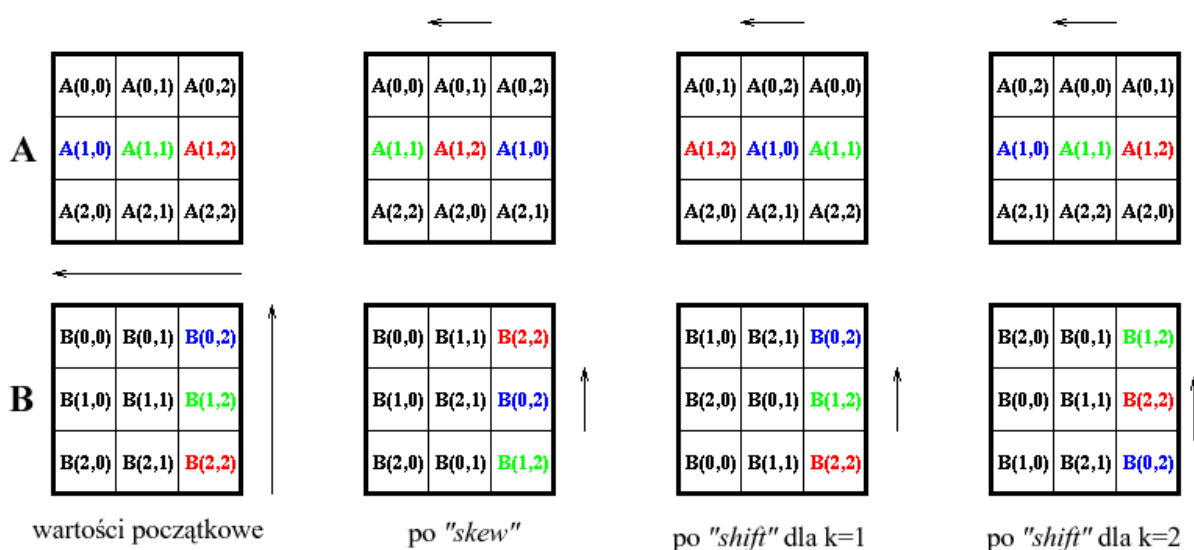 A(0,0) A(0,1) A(0,2) A(0,0) A(0,1) A(0,2) A(0,1) A(0,2) A(0,0) A(0,2) A(0,0) A(0,1)
A A(1,0) A(1,1) A(1,2) A(1,1) A(1,2) A(1,0) A(1,2) A(1,0) A(1,1) A(1,0) A(1,1) A(1,2)
A(2,0) A(2,1) A(2,2) A(2,2) A(2,0) A(2,1) A(2,0) A(2,1) A(2,2) A(2,1) A(2,2) A(2,0)
B(0,0) B(0,1) B(0,2) B(0,0) B(1,1) B(2,2) B(1,0) B(2,1) B(0,2) B(2,0) B(0,1) B(1,2)
B B(1,0) B(1,1) B(1,2) B(1,0) B(2,1) B(0,2) B(2,0) B(0,1) B(1,2) B(0,0) B(1,1) B(2,2)
B(2,0) B(2,1) B(2,2) B(2,0) B(0,1) B(1,2) B(0,0) B(1,1) B(2,2) B(1,0) B(2,1) B(0,2)
wartości początkowe po "skew" po "shift" dla k=1 po "shift" dla k=2